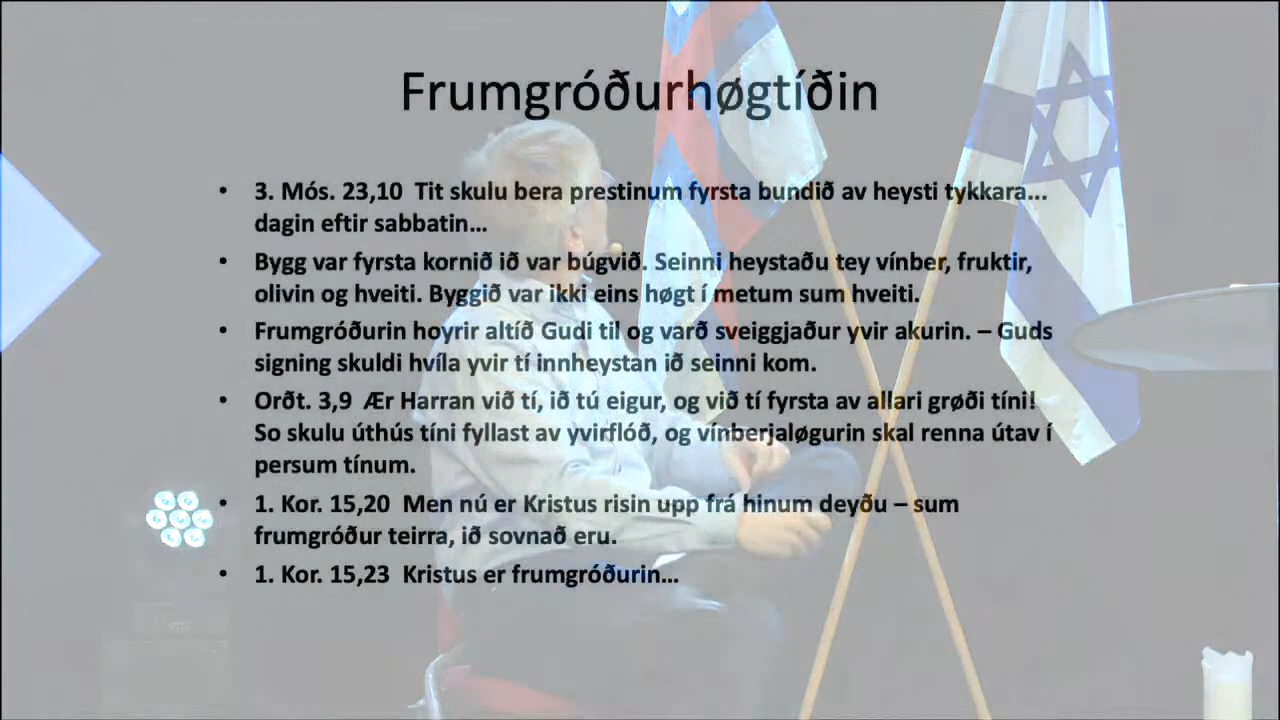 Frumgróðurhøgtíðin
• 3. Mós. 23,10 Tit skulu bera prestinum fyrsta bundið av heysti tykkara...
dagin eftir sabbatin…
• Bygg var fyrsta kornið ið var búgvið. Seinni heystaðu tey vínber, fruktir,
olivin og hveiti. Byggið var ikki eins høgt í metum sum hveiti.
• Frumgróðurin hoyrir altíð Gudi til og varð sveiggjaður yvir akurin. – Guds
signing skuldi hvíla yvir tí innheystan ið seinni kom.
• Orðt. 3,9 Ær Harran við tí, ið tú eigur, og við tí fyrsta av allari grøði tíni!
So skulu úthús tíni fyllast av yvirflóð, og vínberjaløgurin skal renna útav í
persum tínum.
• 1. Kor. 15,20 Men nú er Kristus risin upp frá hinum deyðu – sum
frumgróður teirra, ið sovnað eru.
• 1. Kor. 15,23 Kristus er frumgróðurin…